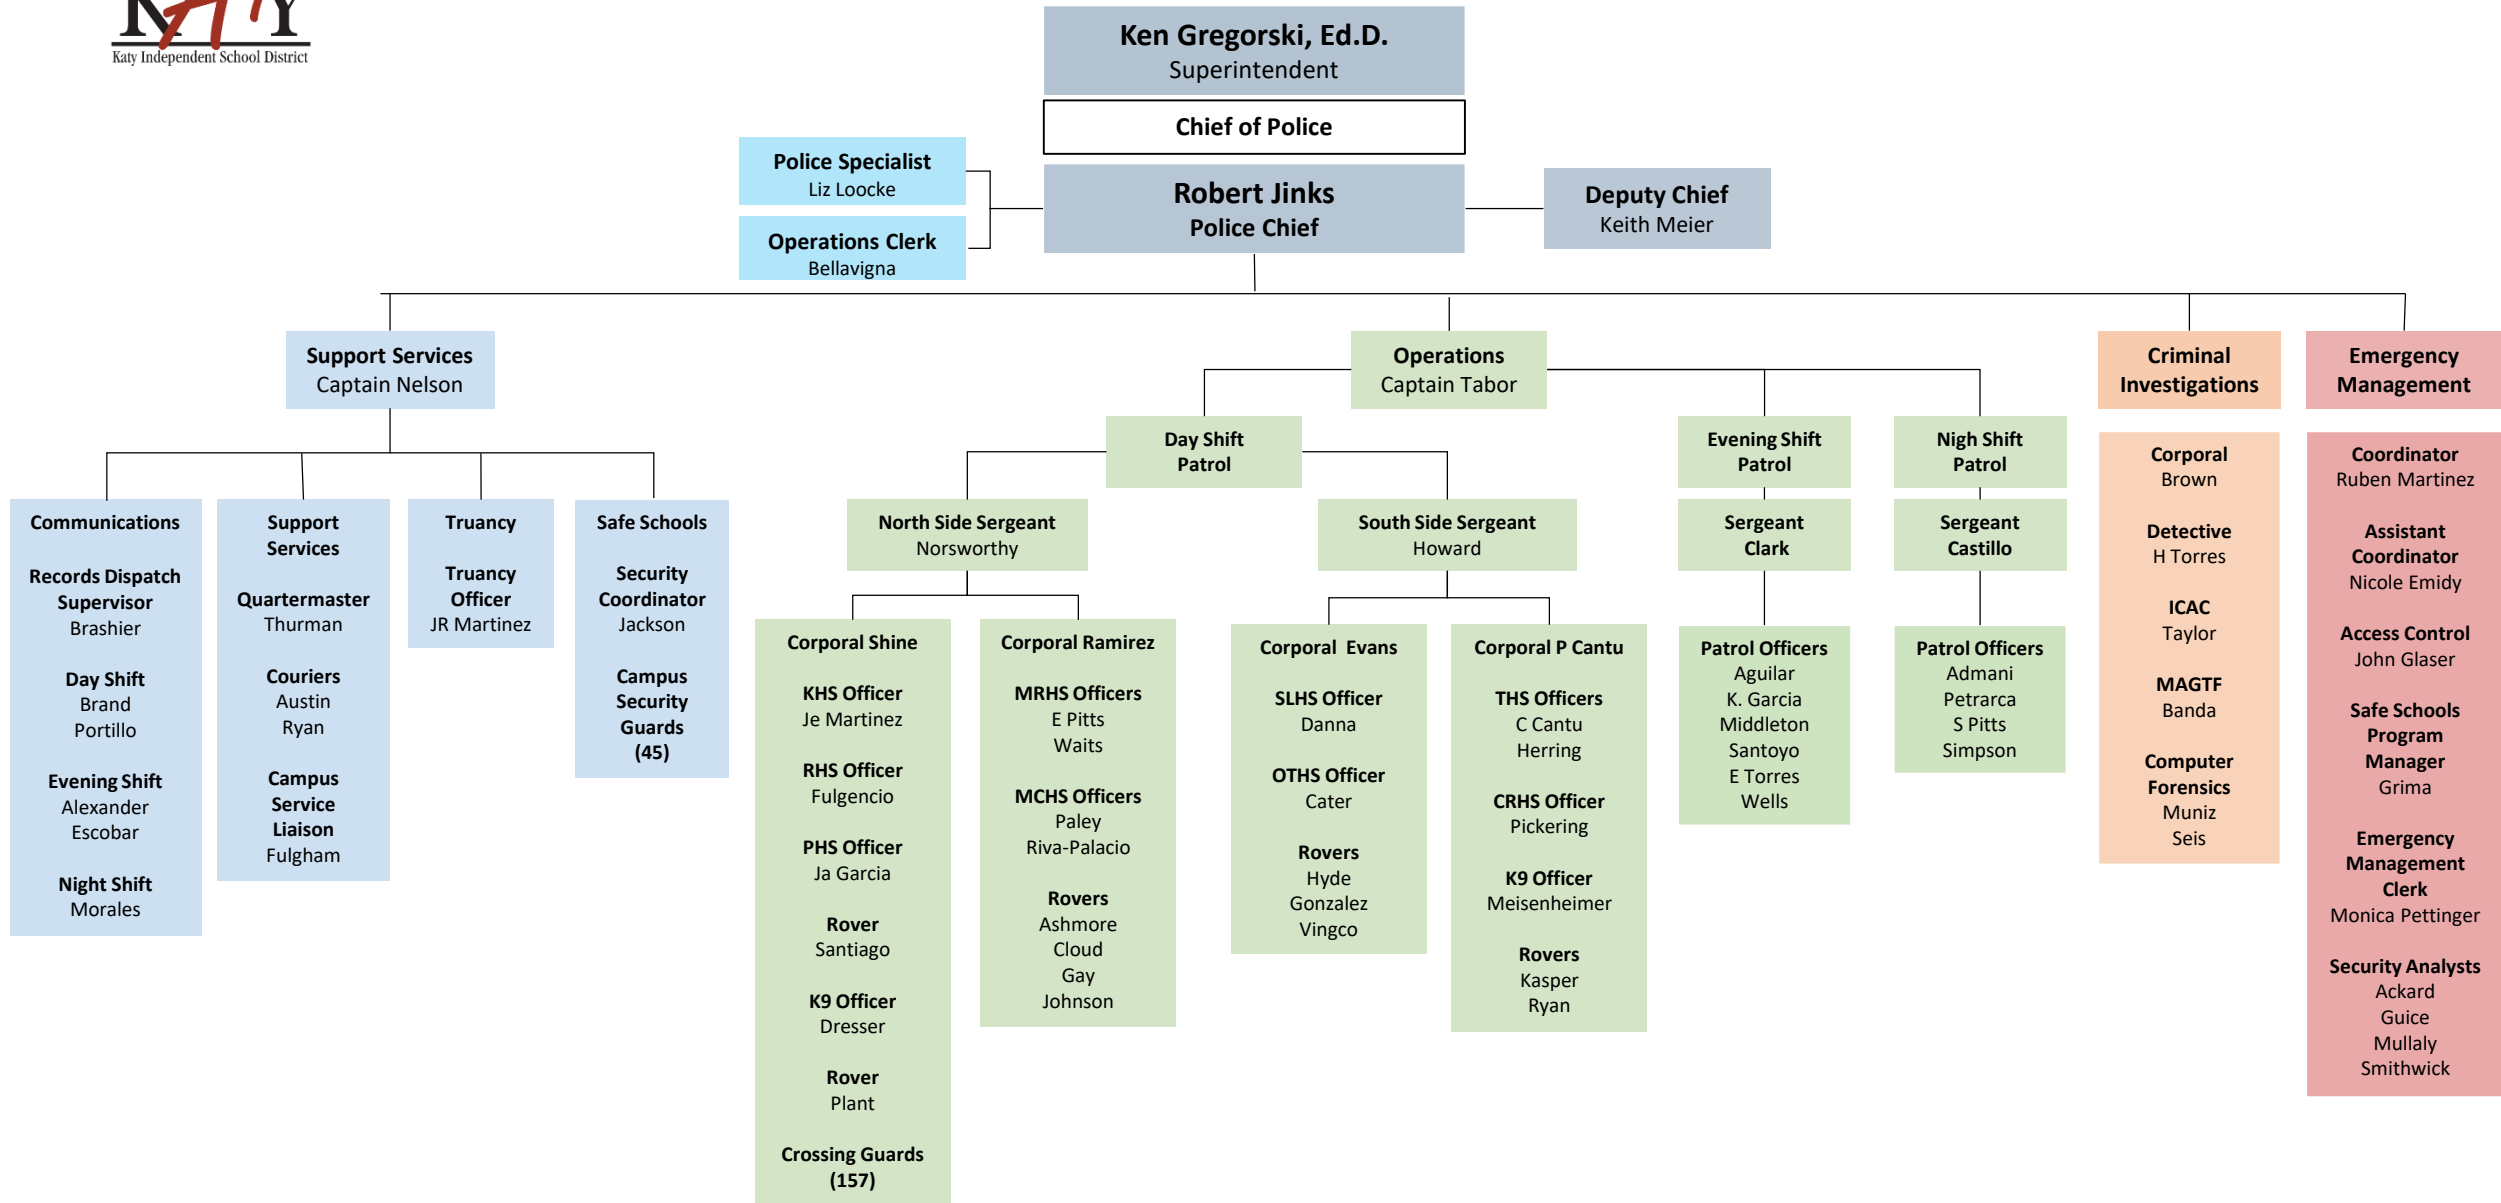 KATY
Katy Independent School District
Ken Gregorski, Ed.D.
Superintendent
Chief of Police
Police Specialist
Liz Loocke
Operations Clerk
Bellavigna
Robert Jinks
Police Chief
Deputy Chief
Keith Meier
Support Services
Captain Nelson
Operations
Captain Tabor
Criminal
Investigations
Emergency
Management
Day Shift
Patrol
Evening Shift
Patrol
Nigh Shift
Patrol
North Side Sergeant
Norsworthy
South Side Sergeant
Howard
Sergeant
Clark
Sergeant
Castillo
Communications
Records Dispatch
Supervisor
Brashier
Day Shift
Brand
Portillo
Evening Shift
Alexander
Escobar
Night Shift
Morales
Support
Services
Quartermaster
Thurman
Couriers
Austin
Ryan
Campus
Service
Liaison
Fulgham
Truancy
Truancy
Officer
JR Martinez
Safe Schools
Security
Coordinator
Jackson
Campus
Security
Guards
(45)
Corporal Shine
KHS Officer
Je Martinez
RHS Officer
Fulgencio
PHS Officer
Ja Garcia
Rover
Santiago
K9 Officer
Dresser
Rover
Plant
Crossing Guards
(157)
Corporal Ramirez
MRHS Officers
E Pitts
Waits
MCHS Officers
Paley
Riva-Palacio
Rovers
Ashmore
Cloud
Gay
Johnson
Corporal Evans
SLHS Officer
Danna
OTHS Officer
Cater
Rovers
Hyde
Gonzalez
Vingco
Corporal P Cantu
THS Officers
C Cantu
Herring
CRHS Officer
Pickering
K9 Officer
Meisenheimer
Rovers
Kasper
Ryan
Patrol Officers
Aguilar
K. Garcia
Middleton
Santoyo
E Torres
Wells
Patrol Officers
Admani
Petrarca
S Pitts
Simpson
Corporal
Brown
Detective
H Torres
ICAC
Taylor
MAGTF
Banda
Computer
Forensics
Muniz
Seis
Coordinator
Ruben Martinez
Assistant
Coordinator
Nicole Emidy
Access Control
John Glaser
Safe Schools
Program
Manager
Grima
Emergency
Management
Clerk
Monica Pettinger
Security Analysts
Ackard
Guice
Mullaly
Smithwick